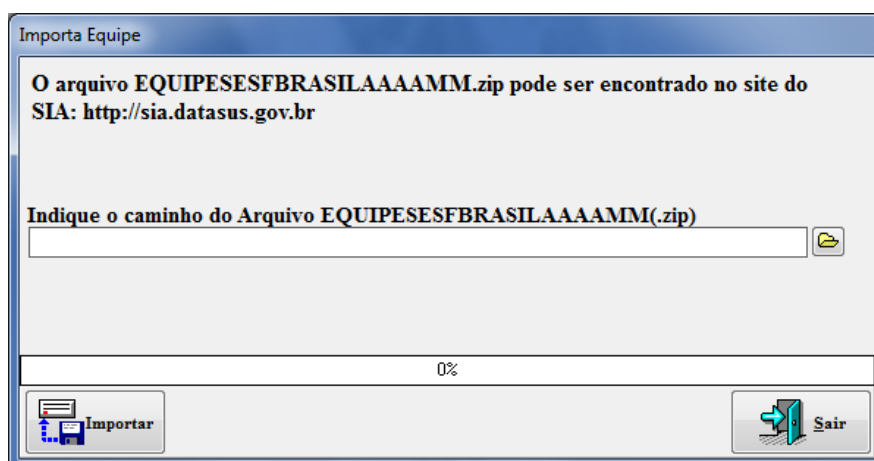 Importa Equipe
O arquivo EQUIPESESFBRASILAAAAMM.zip pode ser encontrado no site do
SIA: http://sia.datasus.gov.br
Indique o caminho do Arquivo EQUIPESESFBRASILAAAAMM(.zip)
0%
Importar
Sair